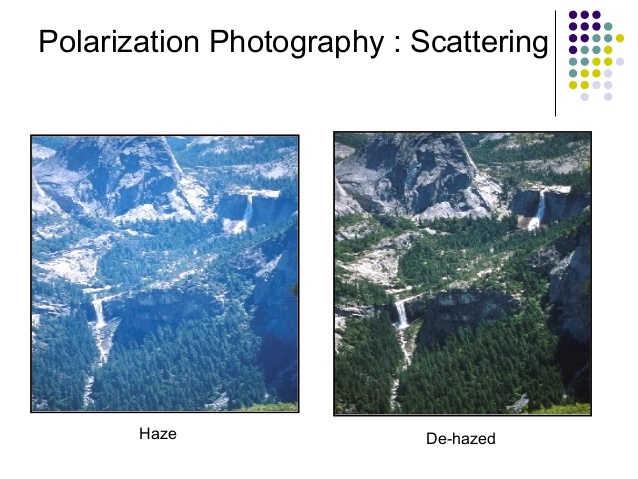 Polarization Photography : Scattering
Haze
De-hazed